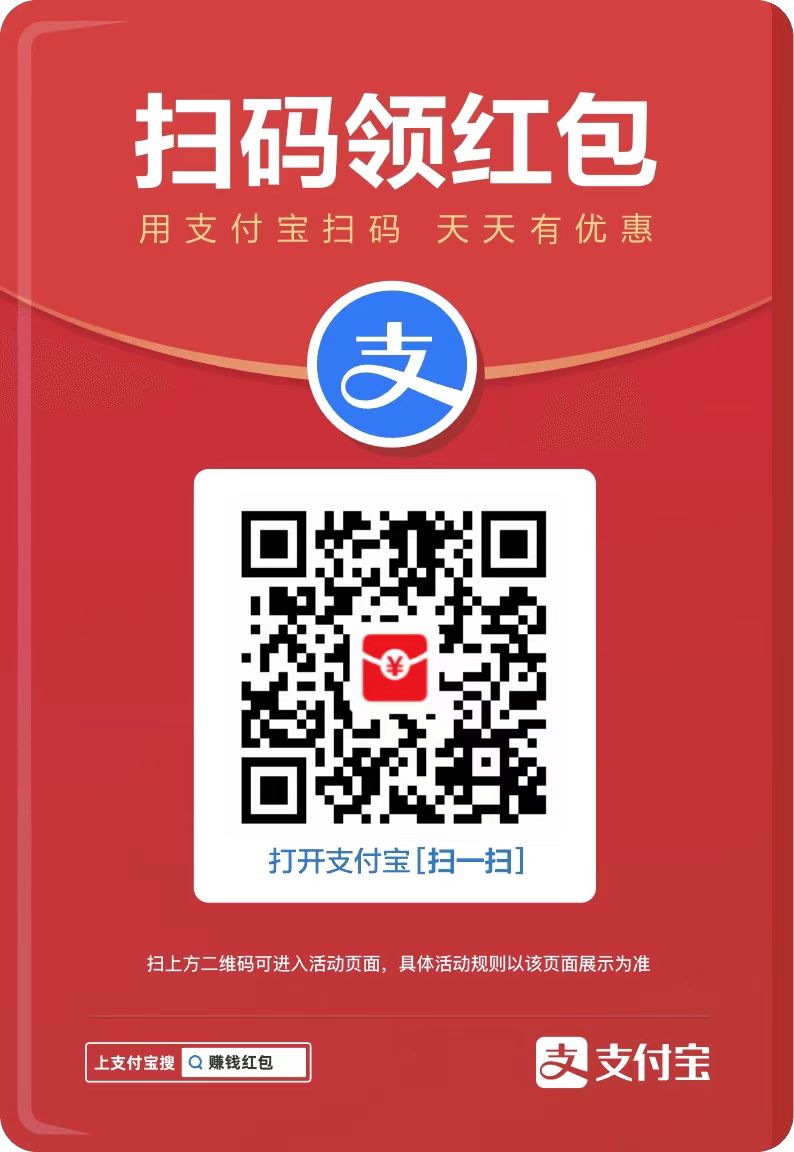 扫码领红包
用支付宝扫码 天天有优惠
支
¥
打开支付宝[扫一扫]
扫上方二维码可进入活动页面，具体活动规则以该页面展示为准
上支付宝搜 赚钱红包
支 支付宝